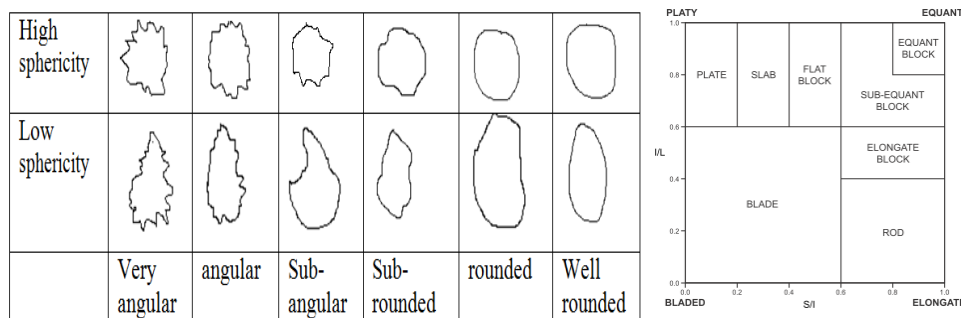 High
sphericity
Low
sphericity
Very
angular
angular
Sub-
angular
Sub-
rounded
rounded
Well
rounded
PLATY
EQUANT
1.0
0.8
0.6
I/L
0.4
0.2
0.0
PLATE
SLAB
FLAT
BLOCK
EQUANT
BLOCK
SUB-EQUANT
BLOCK
ELONGATE
BLOCK
BLADE
ROD
0.0
0.2
0.4
0.6
0.8
1.0
BLADED
S/I
ELONGATE